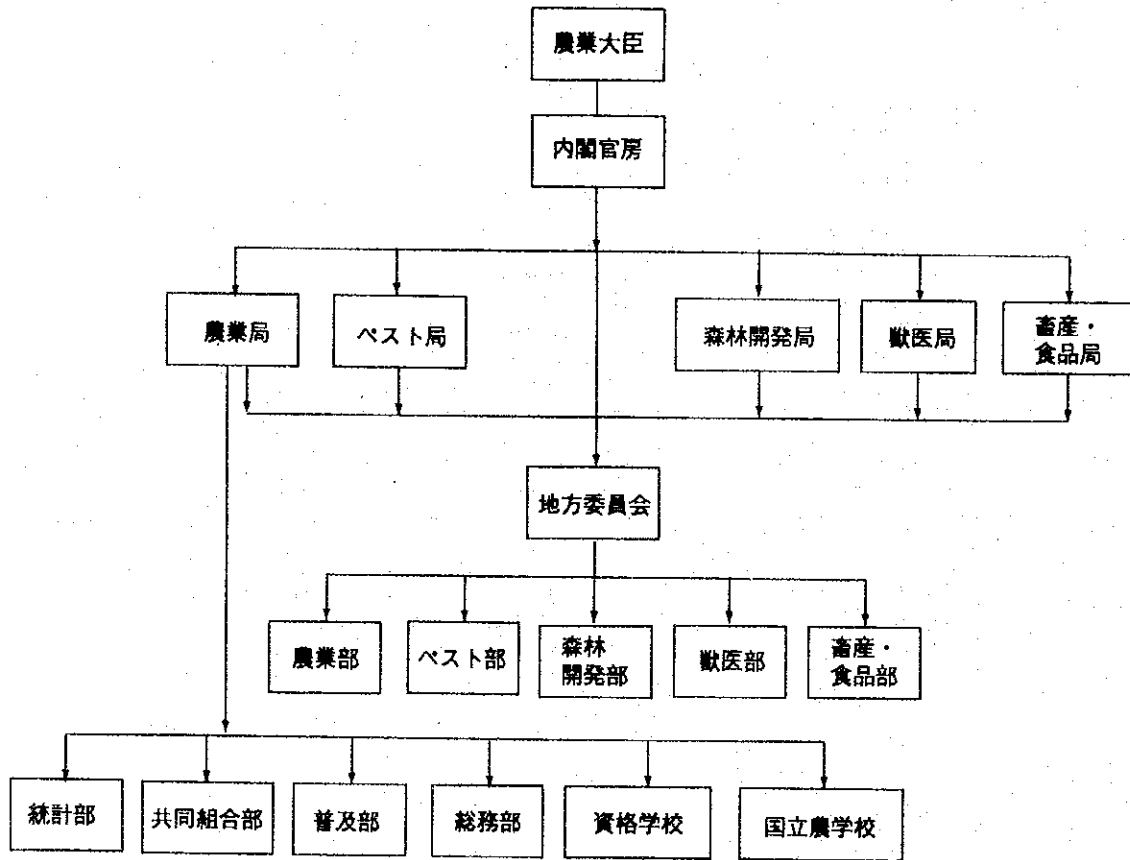 農業大臣
内閣官房
農業局
ペスト局
森林開発局
獣医局
畜産・
食品局
地方委員会
農業部
ペスト部
森林
開発部
獣医部
畜産・
食品部
統計部
共同組合部
普及部
総務部
資格学校
国立農学校